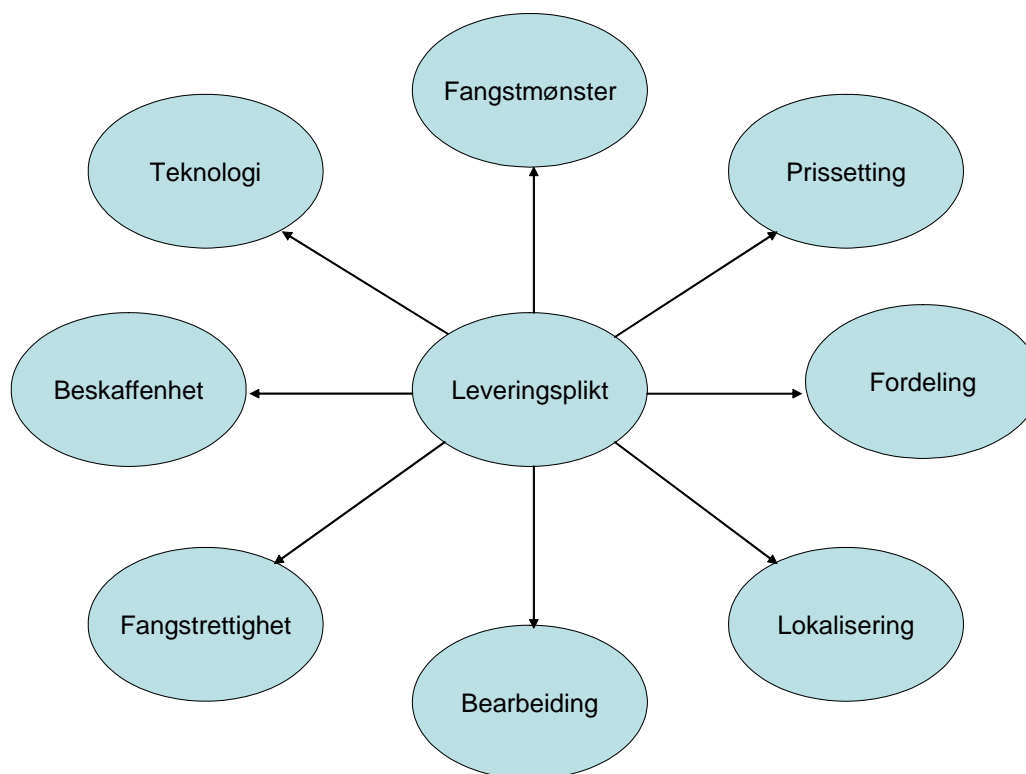 Fangstmønster
Teknologi
Prissetting
Beskaffenhet
Leveringsplikt
Fordeling
Fangstrettighet
Lokalisering
Bearbeiding